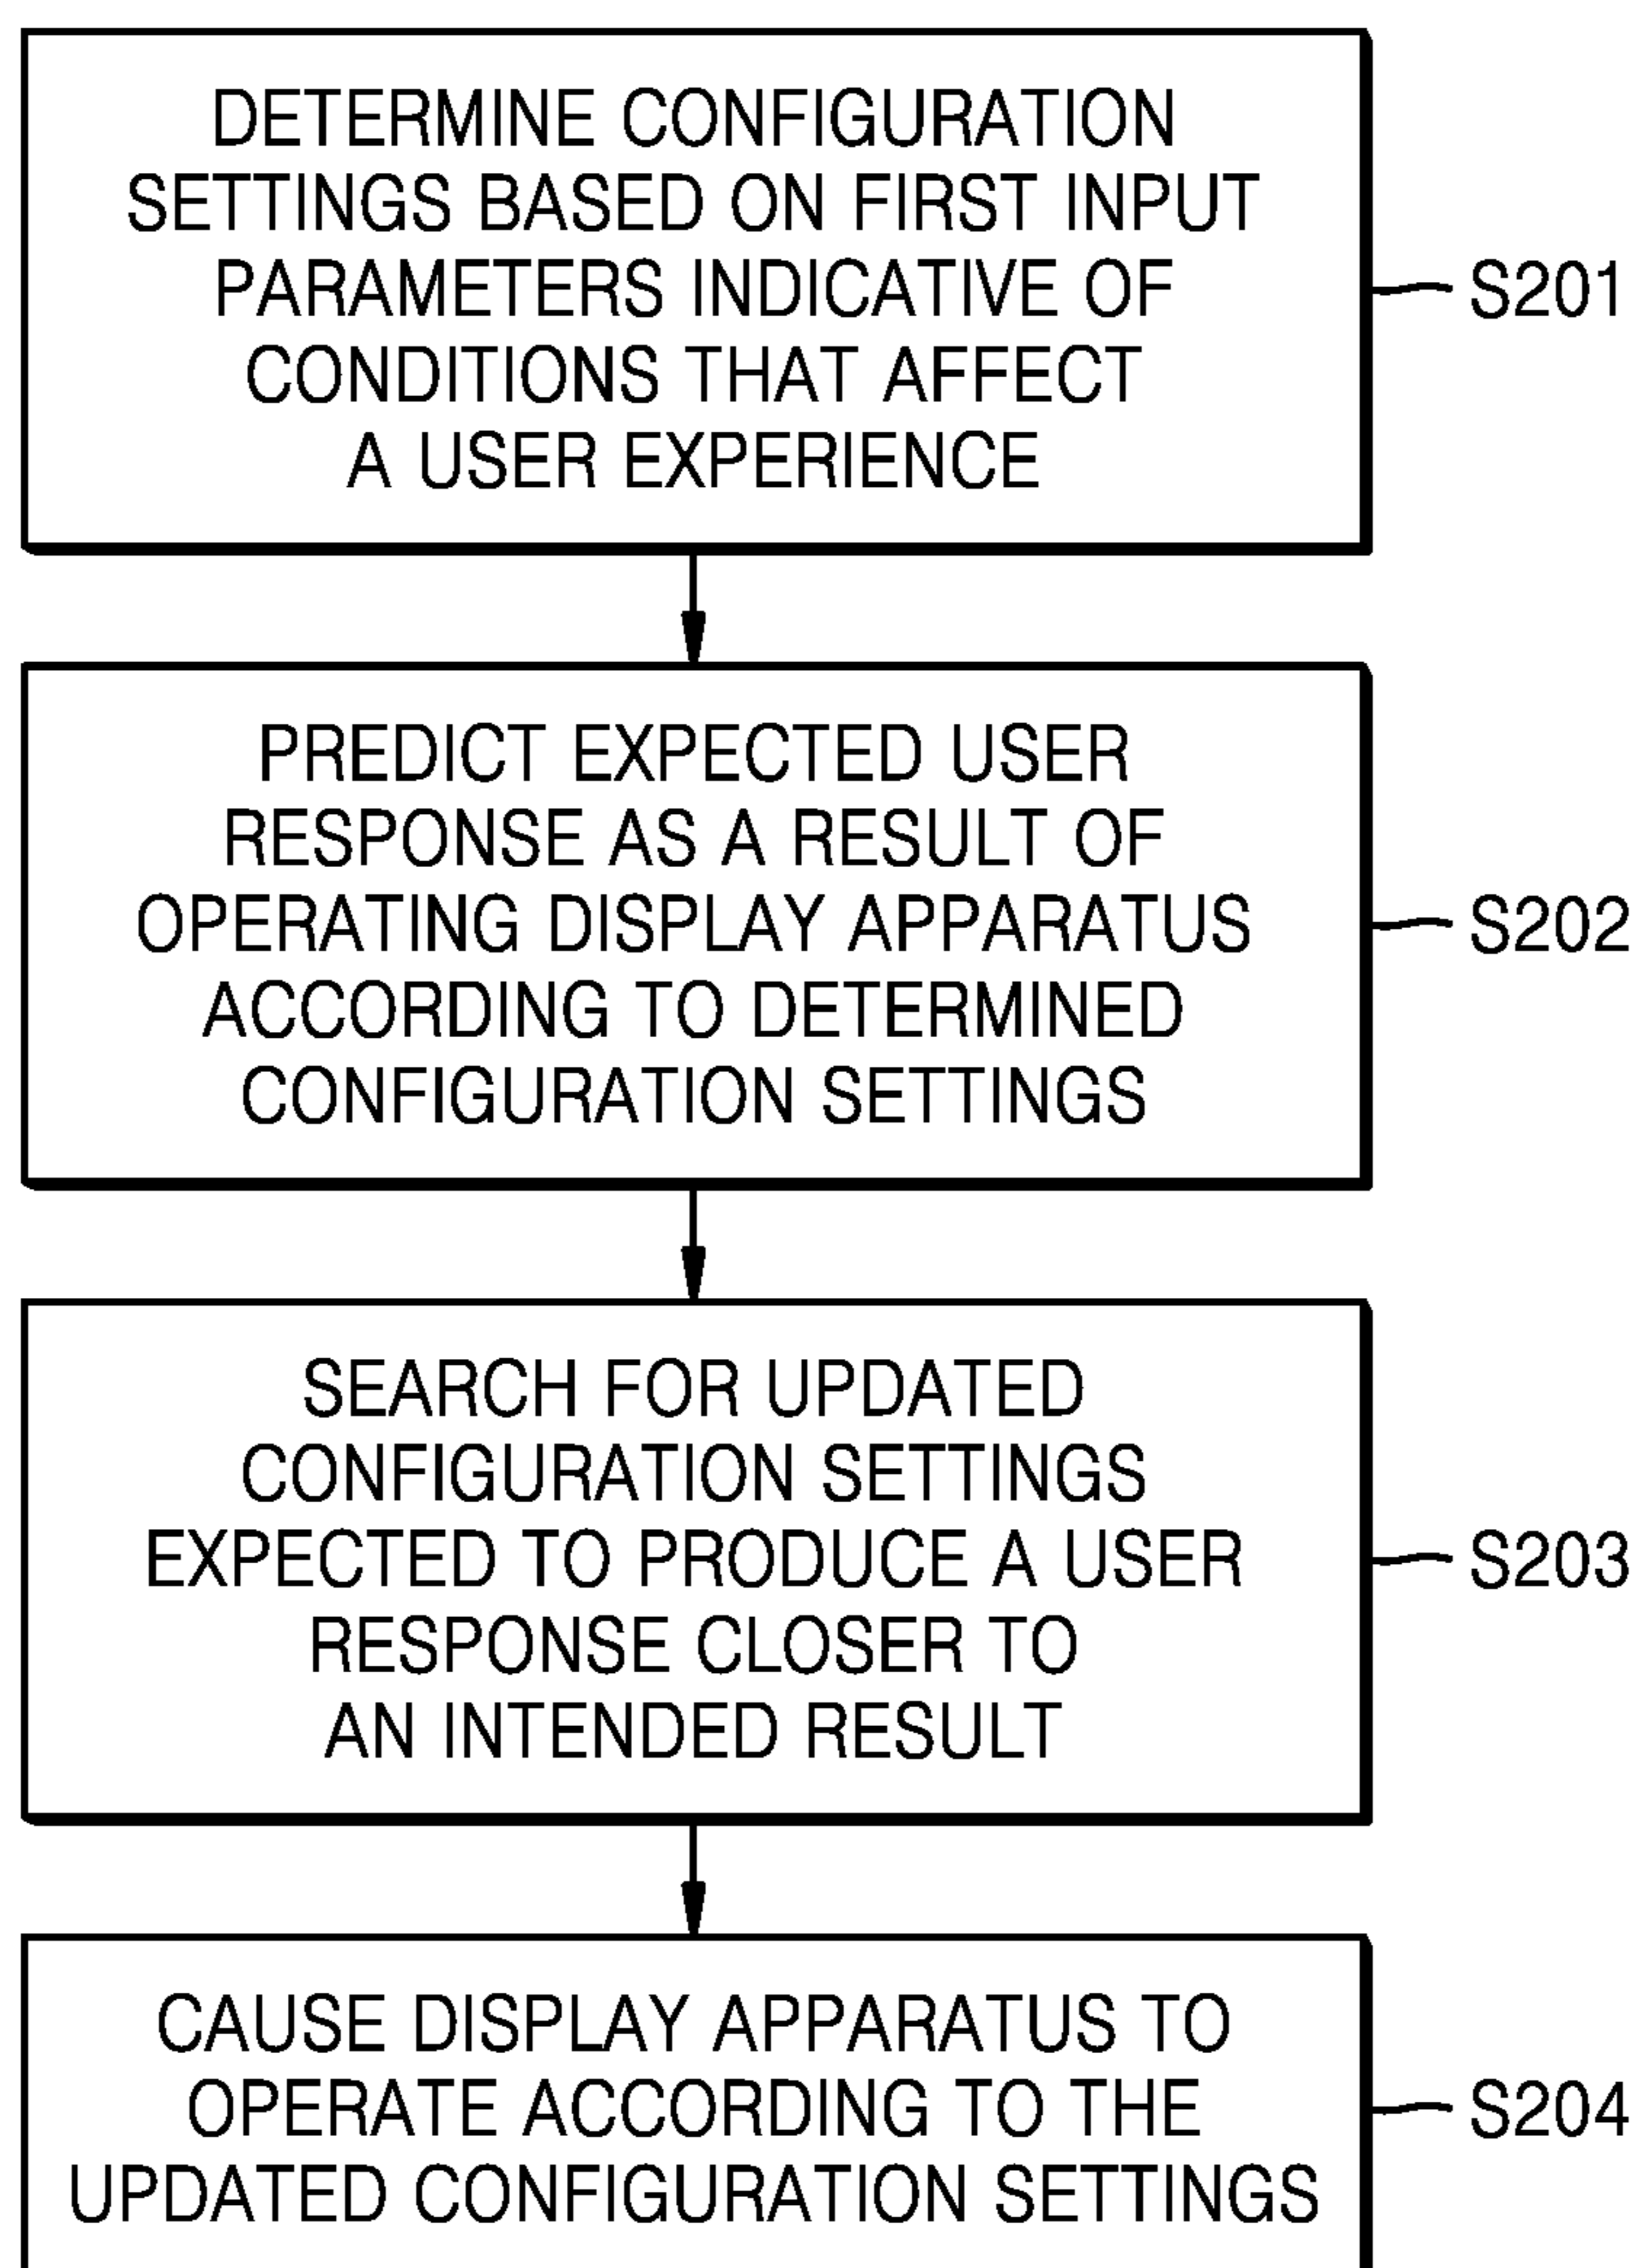 DETERMINE CONFIGURATION
SETTINGS BASED ON FIRST INPUT
PARAMETERS INDICATIVE OF
CONDITIONS THAT AFFECT
A USER EXPERIENCE
S201
PREDICT EXPECTED USER
RESPONSE AS A RESULT OF
OPERATING DISPLAY APPARATUS
ACCORDING TO DETERMINED
CONFIGURATION SETTINGS
S202
SEARCH FOR UPDATED
CONFIGURATION SETTINGS
EXPECTED TO PRODUCE A USER
RESPONSE CLOSER TO
AN INTENDED RESULT
S203
CAUSE DISPLAY APPARATUS TO
OPERATE ACCORDING TO THE
UPDATED CONFIGURATION SETTINGS
S204